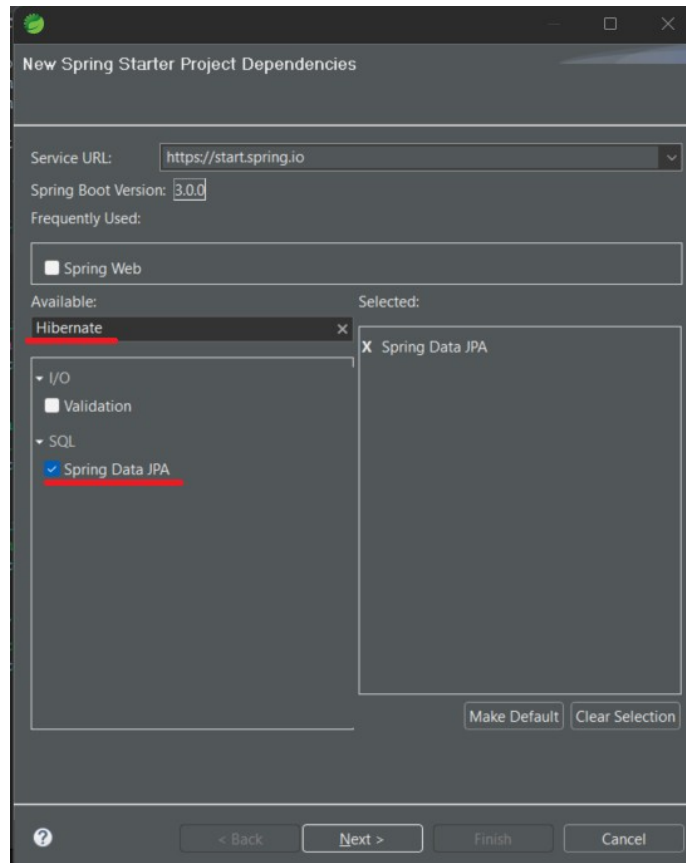 New Spring Starter Project Dependencies
Service URL: https://start.spring.io
Spring Boot Version: 3.0.0
Frequently Used:
Spring Web
Available: Selected:
Hibernate
X Spring Data JPA
I/O
Validation
SQL
Spring Data JPA
Make Default Clear Selection
? < Back Next > Finish Cancel